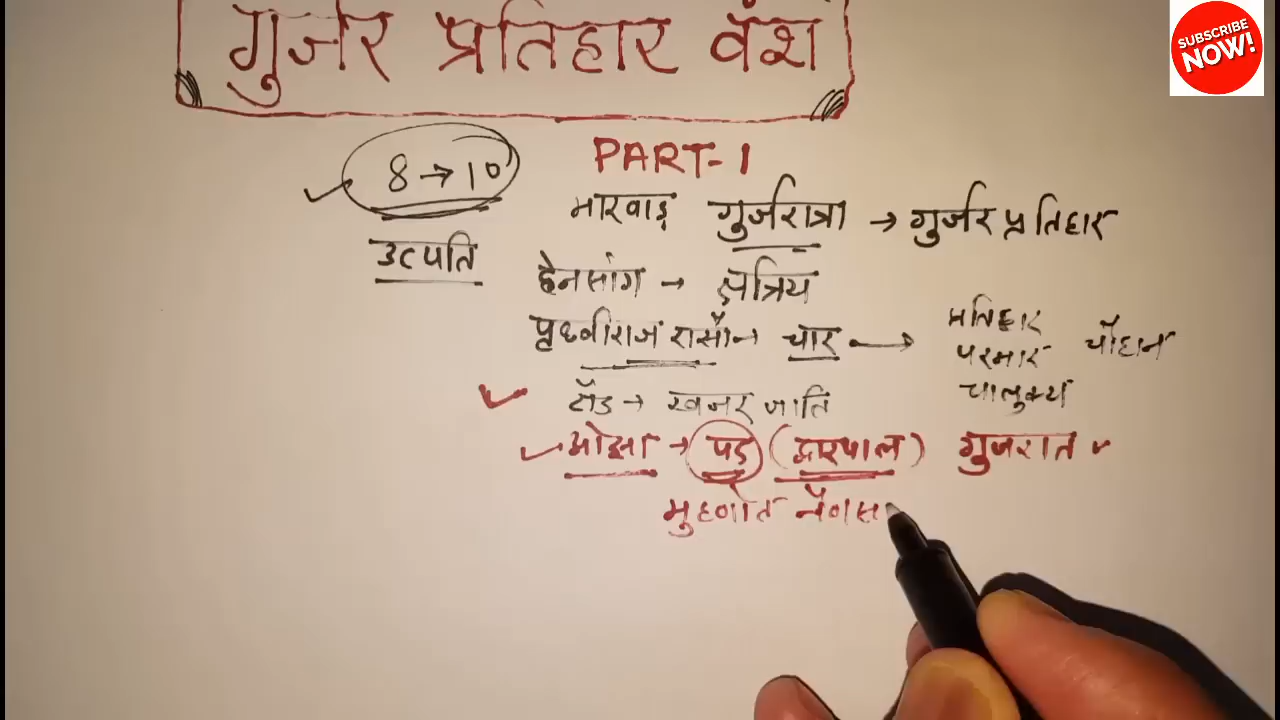 गुर्जर प्रतिहार वंश
SUBSCRIBE
NOW!
PART-1
8→10
मारवाड़ गुर्जरात्रा → गुर्जर प्रतिहार
उत्पति
ह्वेनसांग → क्षत्रिय
पृथ्वीराज रासौ → चार → प्रतिहार
परमार चौहान
चालुक्य
टॉड → खजर जाति
ओझा → पद (द्वारपाल) गुजरात
मुहणोत नैणस